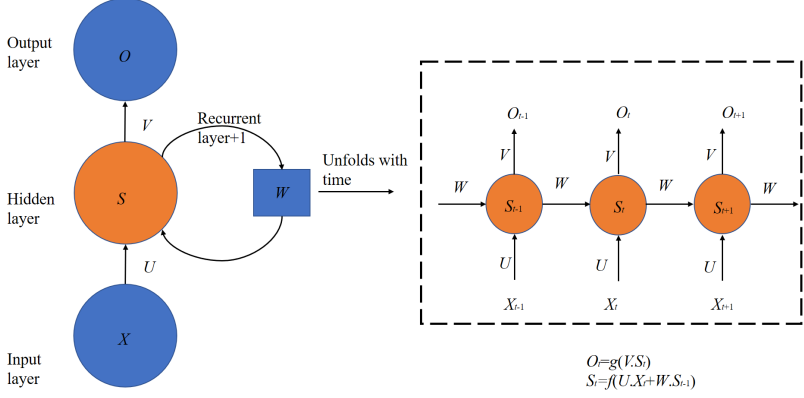 Output
layer
O
V
Recurrent
layer+1
Hidden
layer
S
W
Unfolds with
time
U
X
Input
layer
Oₜ₋₁ Oₜ Oₜ₊₁
V V V
W W W W
Sₜ₋₁ Sₜ Sₜ₊₁
U U U
Xₜ₋₁ Xₜ Xₜ₊₁
Oₜ=g(V.Sₜ)
Sₜ=f(U.Xₜ+W.Sₜ₋₁)